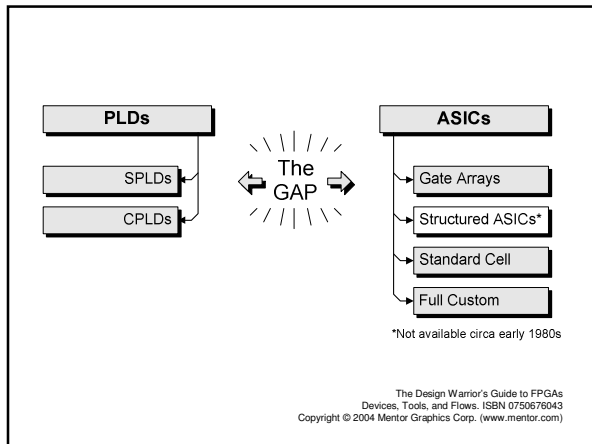 PLDs
SPLDs
CPLDs
The
GAP
ASICs
Gate Arrays
Structured ASICs*
Standard Cell
Full Custom
*Not available circa early 1980s
The Design Warrior's Guide to FPGAs
Devices, Tools, and Flows. ISBN 0750676043
Copyright © 2004 Mentor Graphics Corp. (www.mentor.com)